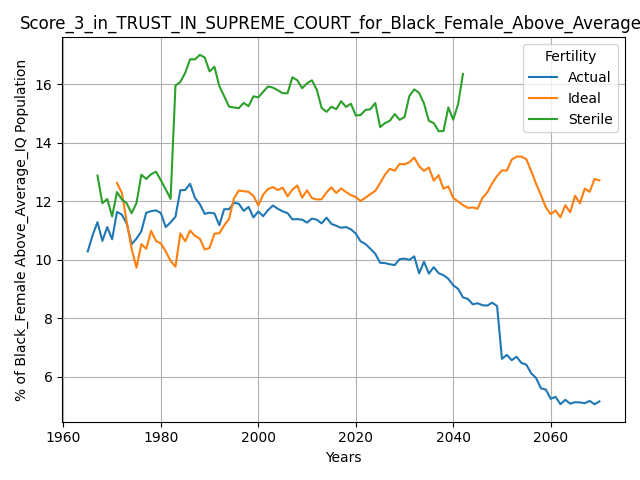 Score_3_in_TRUST_IN_SUPREME_COURT_for_Black_Female_Above_Average
% of Black_Female Above_Average_IQ Population
16
14
12
10
8
6
1960
1980
2000
2020
2040
2060
Years
Fertility
Actual
Ideal
Sterile